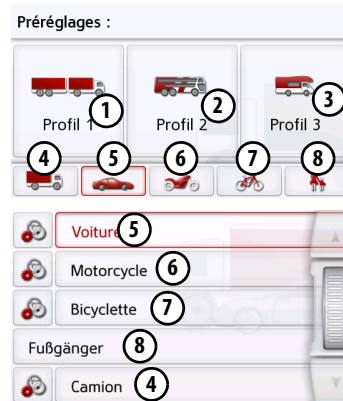 Préréglages :
1 2 3
Profil 1 Profil 2 Profil 3
4 5 6 7 8
Voiture 5
Motorcycle 6
Bicyclette 7
Fußgänger 8
Camion 4